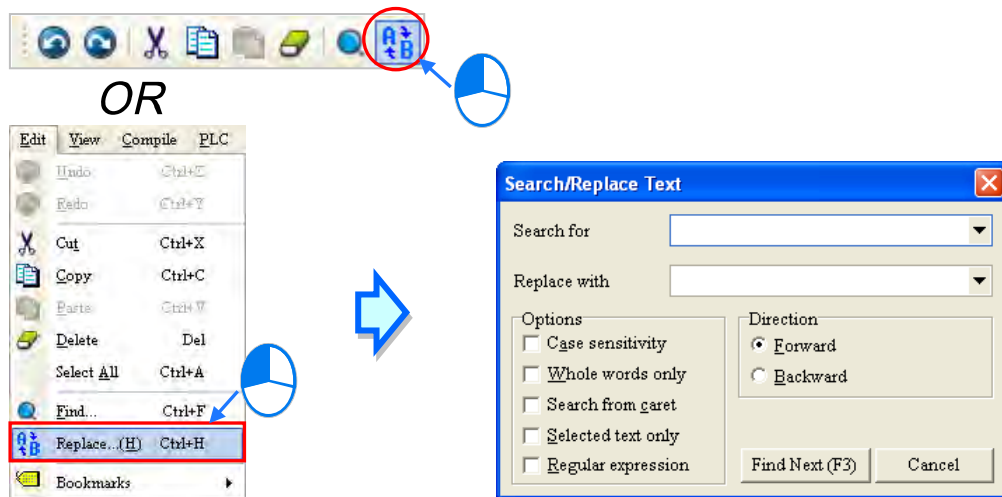 A
B
OR
Edit View Compile PLC
Undo Ctrl+Z
Redo Ctrl+Y
Cut Ctrl+X
Copy Ctrl+C
Paste Ctrl+V
Delete Del
Select All Ctrl+A
Find... Ctrl+F
A
B Replace...(H) Ctrl+H
Bookmarks
Search/Replace Text
Search for
Replace with
Options
Case sensitivity
Whole words only
Search from caret
Selected text only
Regular expression
Direction
Forward
Backward
Find Next (F3) Cancel